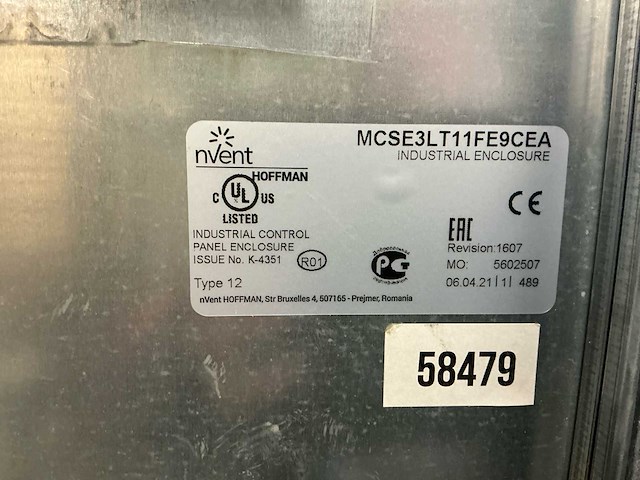 nVent
HOFFMAN
MCSE3LT11FE9CEA
INDUSTRIAL ENCLOSURE
C UL US
LISTED
CE
INDUSTRIAL CONTROL
PANEL ENCLOSURE
ISSUE No. K-4351
R01
EAC
Revision:1607
PG
MO: 5602507
Type 12
06.04.21|1| 489
nVent HOFFMAN, Str Bruxelles 4, 507165 - Prejmer, Romania
58479